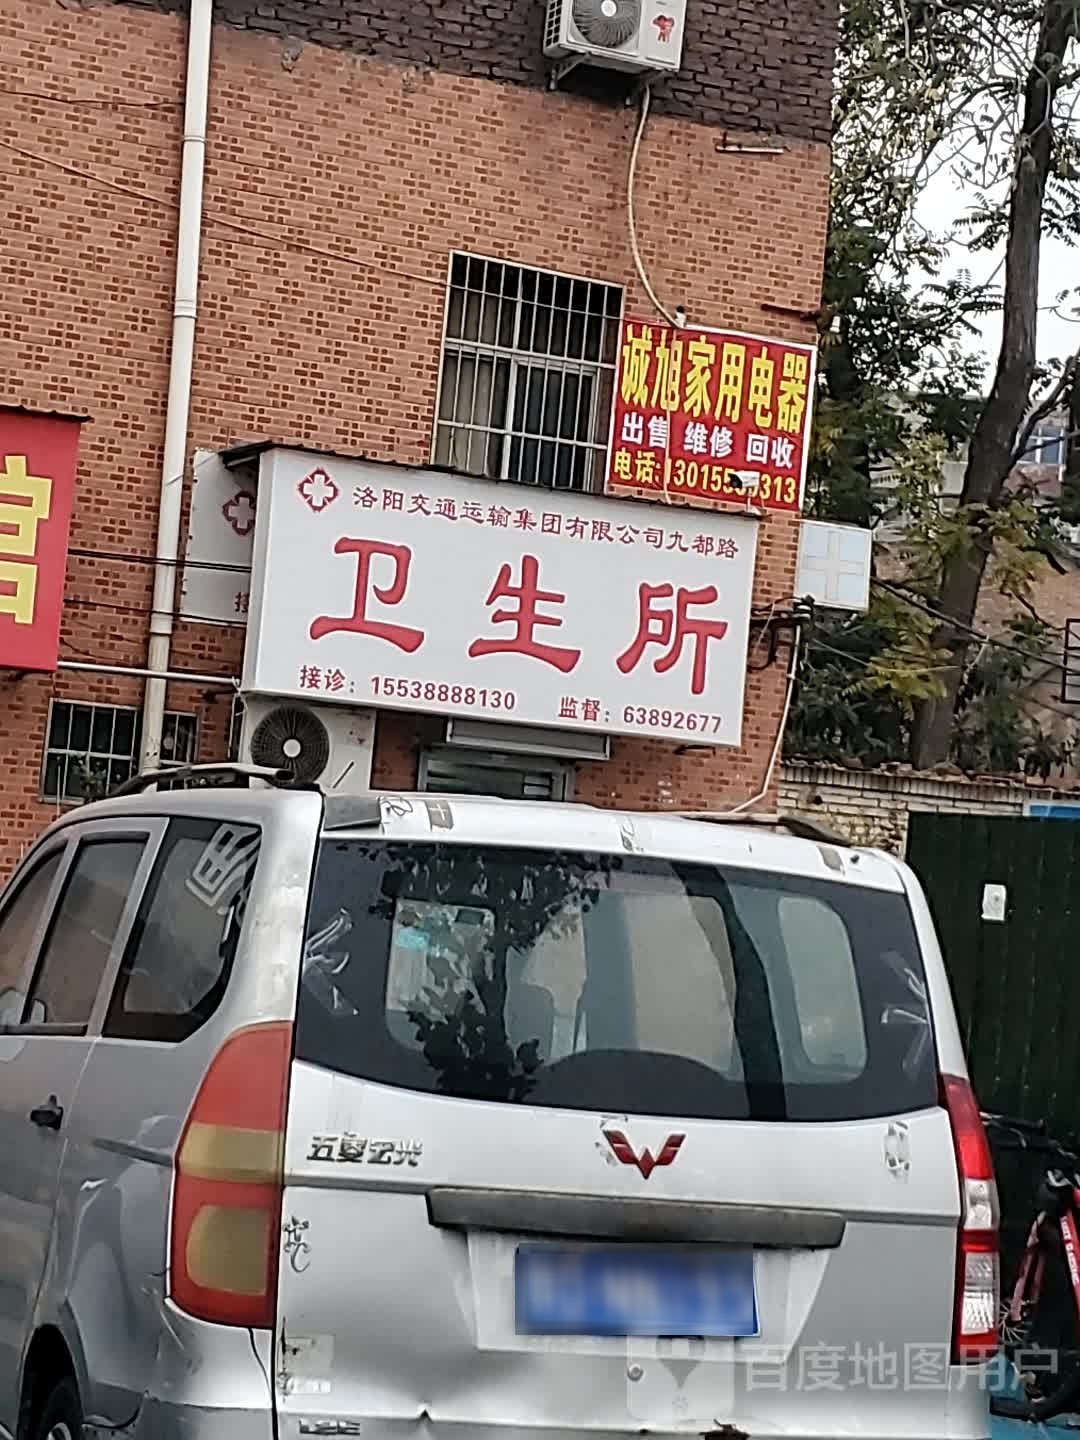 诚旭家用电器
出售 维修 回收
洛阳交通运输集团有限公司九都路
卫生所
接诊：15538888130 监督：63892677
五菱宏光
百度地图用户